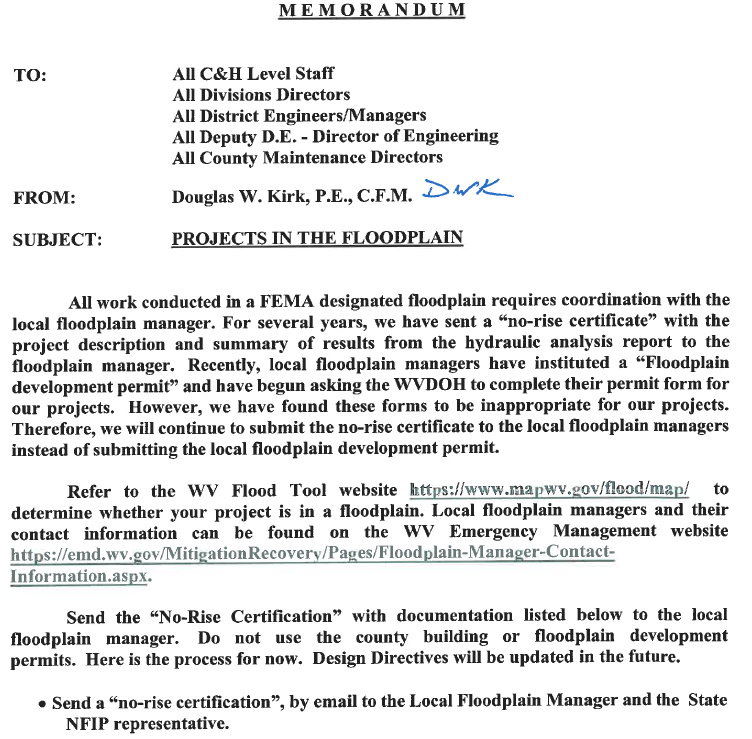 MEMORANDUM
TO: All C&H Level Staff
All Divisions Directors
All District Engineers/Managers
All Deputy D.E. - Director of Engineering
All County Maintenance Directors
FROM: Douglas W. Kirk, P.E., C.F.M. DWK
SUBJECT: PROJECTS IN THE FLOODPLAIN
All work conducted in a FEMA designated floodplain requires coordination with the
local floodplain manager. For several years, we have sent a “no-rise certificate” with the
project description and summary of results from the hydraulic analysis report to the
floodplain manager. Recently, local floodplain managers have instituted a “Floodplain
development permit” and have begun asking the WVDOH to complete their permit form for
our projects. However, we have found these forms to be inappropriate for our projects.
Therefore, we will continue to submit the no-rise certificate to the local floodplain managers
instead of submitting the local floodplain development permit.
Refer to the WV Flood Tool website https://www.mapwv.gov/flood/map/ to
determine whether your project is in a floodplain. Local floodplain managers and their
contact information can be found on the WV Emergency Management website
https://emd.wv.gov/MitigationRecovery/Pages/Floodplain-Manager-Contact-
Information.aspx.
Send the “No-Rise Certification” with documentation listed below to the local
floodplain manager. Do not use the county building or floodplain development
permits. Here is the process for now. Design Directives will be updated in the future.
• Send a “no-rise certification”, by email to the Local Floodplain Manager and the State
NFIP representative.